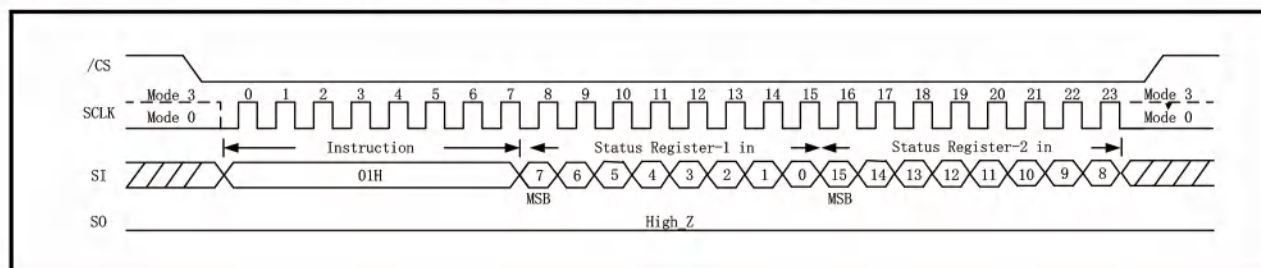 /CS
Mode 3 0 1 2 3 4 5 6 7 8 9 10 11 12 13 14 15 16 17 18 19 20 21 22 23 Mode 3
SCLK
Mode 0 Mode 0
Instruction Status Register-1 in Status Register-2 in
SI 01H 7 6 5 4 3 2 1 0 15 14 13 12 11 10 9 8
MSB MSB
SO High_Z